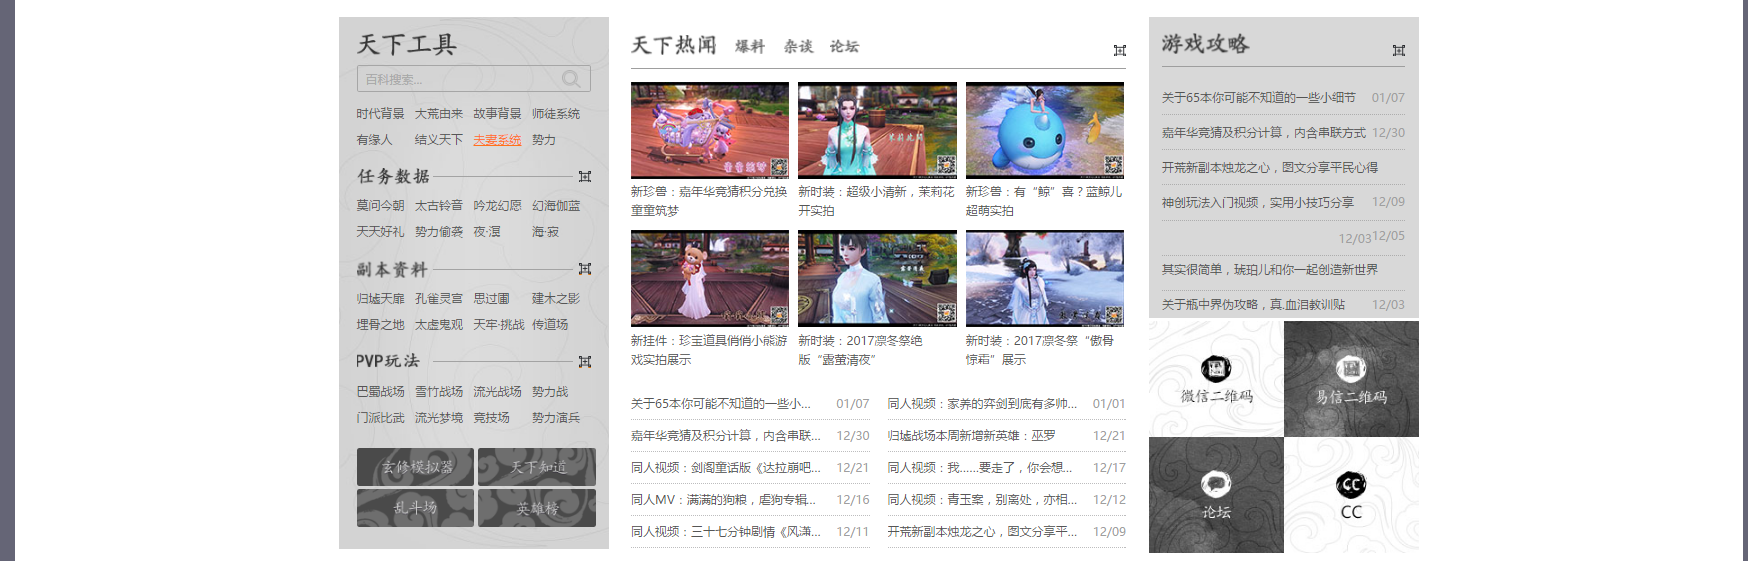 天下工具
百科搜索...
时代背景 大荒由来 故事背景 师徒系统
有缘人 结义天下 夫妻系统 势力
任务数据
莫问今朝 太古铃音 吟龙幻愿 幻海伽蓝
天天好礼 势力偷袭 夜·溟 海·寂
副本资料
归墟天扉 孔雀灵宫 思过圃 建木之影
埋骨之地 太虚鬼观 天牢·挑战 传道场
PVP玩法
巴蜀战场 雪竹战场 流光战场 势力战
门派比武 流光梦境 竞技场 势力演兵
玄修模拟器 天下知道
乱斗场 英雄榜
天下热闻 爆料 杂谈 论坛
新珍兽：嘉年华竞猜积分兑换
童童筑梦
新时装：超级小清新，茉莉花
开实拍
新珍兽：有“鲸”喜？蓝鲸儿
超萌实拍
新挂件：珍宝道具俏俏小熊游
戏实拍展示
新时装：2017凛冬祭绝
版“露萤清夜”
新时装：2017凛冬祭“傲骨
惊霜”展示
关于65本你可能不知道的一些小... 01/07
嘉年华竞猜及积分计算，内含串联... 12/30
同人视频：剑阁童话版《达拉崩吧... 12/21
同人MV：满满的狗粮，虐狗专辑... 12/16
同人视频：三十七分钟剧情《风潇... 12/11
同人视频：家养的弈剑到底有多帅... 01/01
归墟战场本周新增新英雄：巫罗 12/21
同人视频：我......要走了，你会想... 12/17
同人视频：青玉案，别离处，亦相... 12/12
开荒新副本烛龙之心，图文分享平... 12/09
游戏攻略
关于65本你可能不知道的一些小细节 01/07
嘉年华竞猜及积分计算，内含串联方式 12/30
开荒新副本烛龙之心，图文分享平民心得
神创玩法入门视频，实用小技巧分享 12/09
12/03 12/05
其实很简单，琥珀儿和你一起创造新世界
关于瓶中界伪攻略，真.血泪教训贴 12/03
微信二维码 易信二维码
论坛 CC